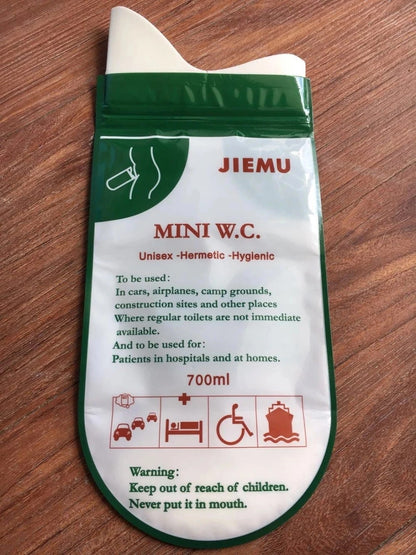 JIEMU
MINI W.C.
Unisex -Hermetic -Hygienic
To be used:
In cars, airplanes, camp grounds,
construction sites and other places
Where regular toilets are not immediate
available.
And to be used for:
Patients in hospitals and at homes.
700ml
Warning:
Keep out of reach of children.
Never put it in mouth.